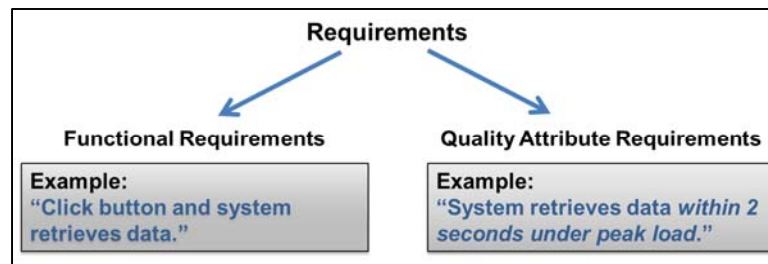 Requirements
Functional Requirements
Quality Attribute Requirements
Example:
“Click button and system
retrieves data.”
Example:
“System retrieves data within 2
seconds under peak load.”